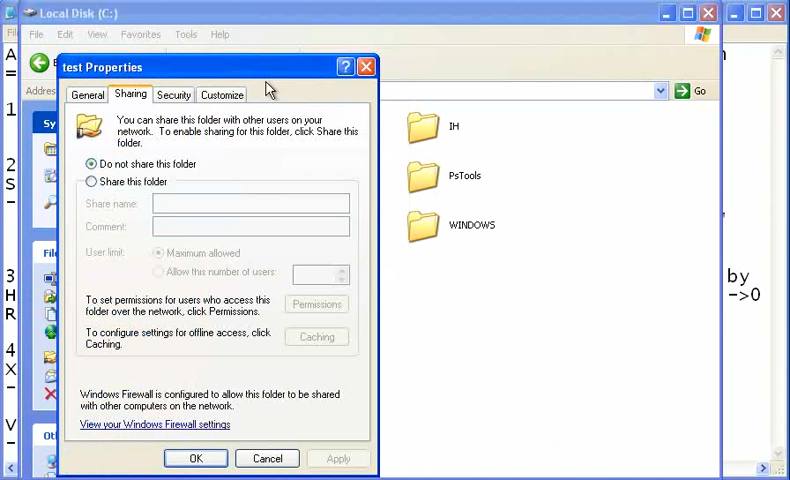 Local Disk (C:)
File Edit View Favorites Tools Help
test Properties
Go
General Sharing Security Customize
You can share this folder with other users on your
network. To enable sharing for this folder, click Share this
folder.
Do not share this folder
Share this folder
Share name:
Comment:
User limit: Maximum allowed
Allow this number of users:
To set permissions for users who access this
folder over the network, click Permissions.
Permissions
To configure settings for offline access, click
Caching.
Caching
Windows Firewall is configured to allow this folder to be shared
with other computers on the network.
View your Windows Firewall settings
OK Cancel Apply
IH
PsTools
WINDOWS
A
=
1
2
S
-
3
H
R
4
X
-
V
-
by
->0